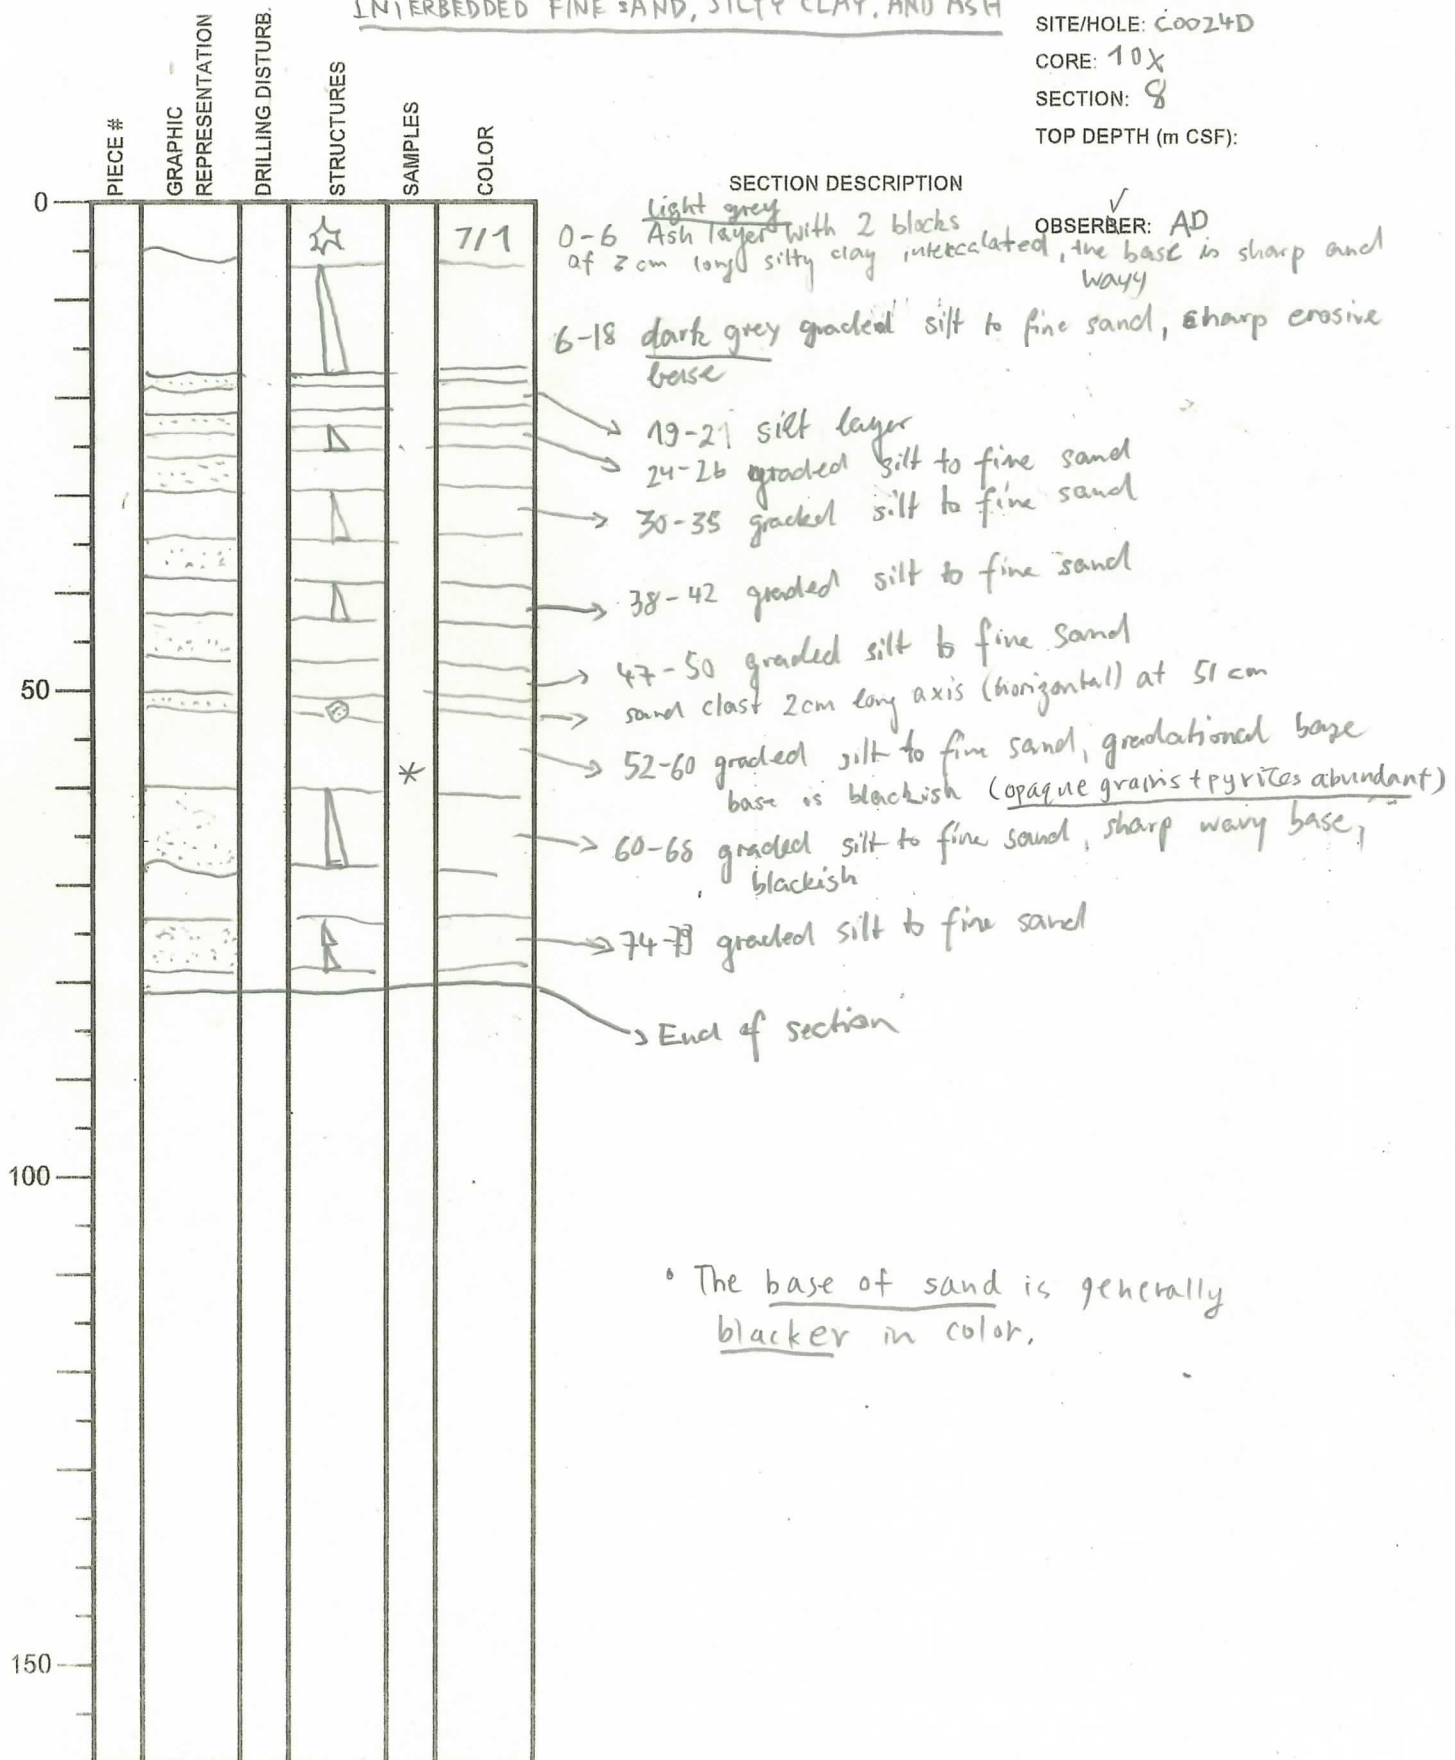 INTERBEDDED FINE SAND, SILTY CLAY, AND ASH
SITE/HOLE: C0024D
CORE: 10X
SECTION: 8
TOP DEPTH (m CSF):
PIECE #
GRAPHIC REPRESENTATION
DRILLING DISTURB.
STRUCTURES
SAMPLES
COLOR
SECTION DESCRIPTION
OBSERBER: AD
V
0
7/1
light grey
0-6 Ash layer with 2 blocks
of cm long silty clay intercalated, the base is sharp and
wavy
6-18 dark grey graded silt to fine sand, sharp erosive
base
19-21 silt layer
24-26 graded silt to fine sand
30-35 graded silt to fine sand
38-42 graded silt to fine sand
47-50 graded silt to fine sand
50
sand clast 2cm long axis (horizontal) at 51 cm
52-60 graded silt to fine sand, gradational base
*
base is blackish (opaque grains + pyrites abundant)
60-68 graded silt to fine sand, sharp wavy base,
blackish
74-79 graded silt to fine sand
End of section
100
• The base of sand is generally
blacker in color.
150